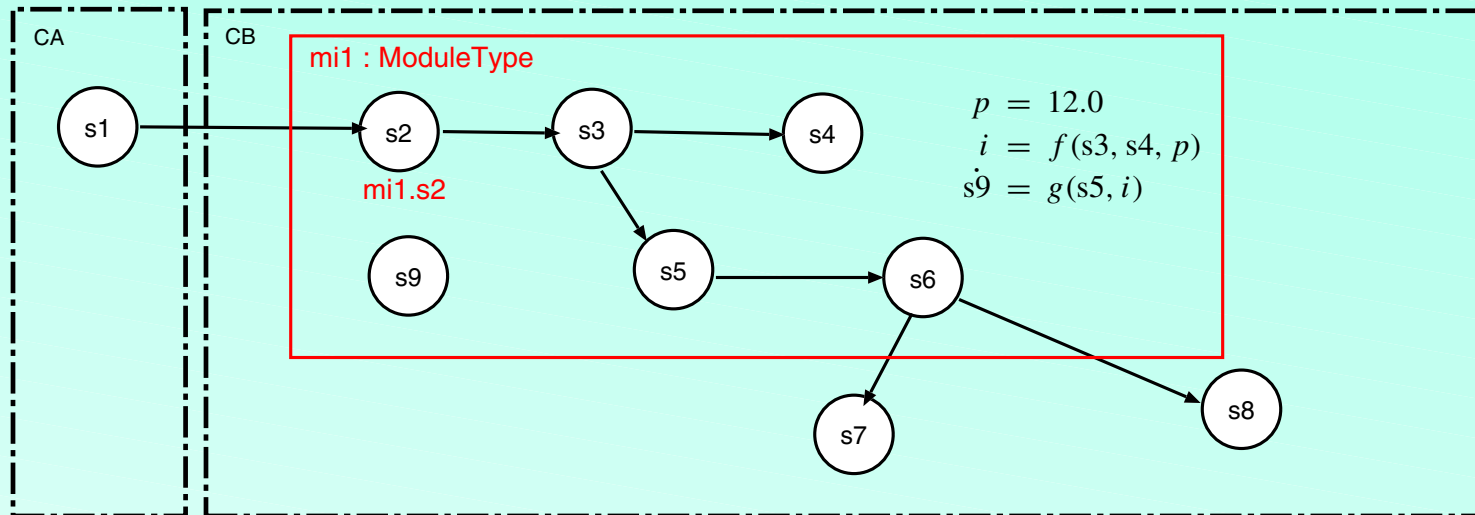 CA
CB
mi1 : ModuleType
s1
s2
s3
s4
p = 12.0
i = f(s3, s4, p)
ṡ9 = g(s5, i)
mi1.s2
s9
s5
s6
s7
s8